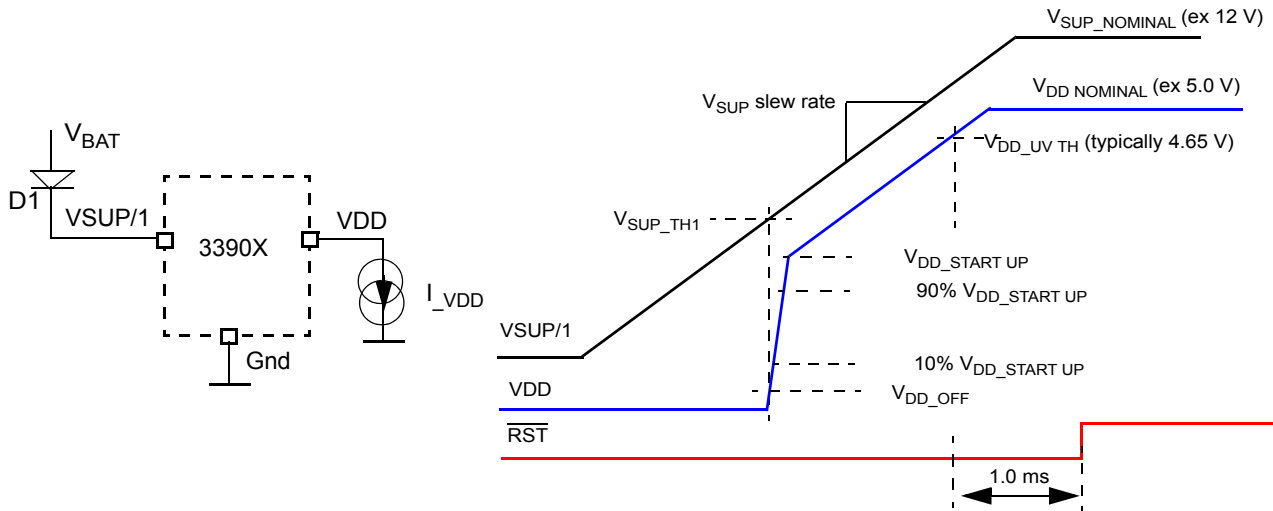 V_BAT
D1
VSUP/1
3390X
VDD
I_VDD
Gnd
V_SUP_NOMINAL (ex 12 V)
V_SUP slew rate
V_DD NOMINAL (ex 5.0 V)
V_DD_UV TH (typically 4.65 V)
V_SUP_TH1
V_DD_START UP
90% V_DD_START UP
VSUP/1
10% V_DD_START UP
VDD
V_DD_OFF
RST
1.0 ms